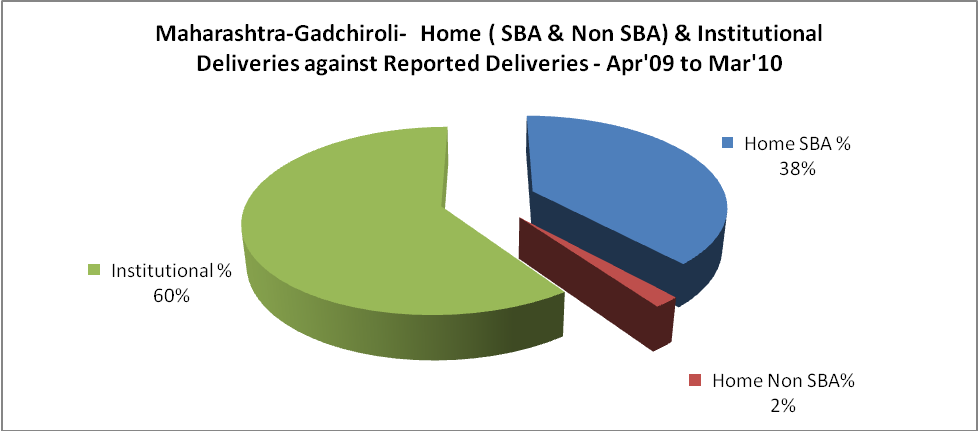 Maharashtra-Gadchiroli-  Home ( SBA & Non SBA) & Institutional
Deliveries against Reported Deliveries - Apr'09 to Mar'10
Home SBA %
38%
Institutional %
60%
Home Non SBA%
2%